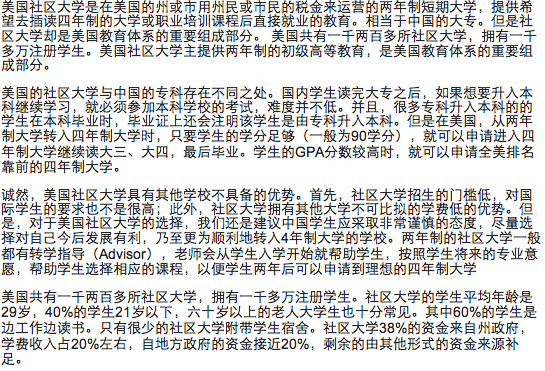 美国社区大学是在美国的州或市用州民或市民的税金来运营的两年制短期大学，提供希
望去插读四年制的大学或职业培训课程后直接就业的教育。相当于中国的大专。但是社
区大学却是美国教育体系的重要组成部分。 美国共有一千两百多所社区大学，拥有一千
多万注册学生。美国社区大学主提供两年制的初级高等教育，是美国教育体系的重要组
成部分。
美国的社区大学与中国的专科存在不同之处。国内学生读完大专之后，如果想要升入本
科继续学习，就必须参加本科学校的考试，难度并不低。并且，很多专科升入本科的的
学生在本科毕业时，毕业证上还会注明该学生是由专科升入本科。但是在美国，从两年
制大学转入四年制大学时，只要学生的学分足够（一般为90学分），就可以申请进入四
年制大学继续读大三、大四，最后毕业。学生的GPA分数较高时，就可以申请全美排名
靠前的四年制大学。
诚然，美国社区大学具有其他学校不具备的优势。首先，社区大学招生的门槛低，对国
际学生的要求也不是很高；此外，社区大学拥有其他大学不可比拟的学费低的优势。但
是，对于美国社区大学的选择，我们还是建议中国学生应采取非常谨慎的态度，尽量选
择对自己今后发展有利，乃至更为顺利地转入4年制大学的学校。两年制的社区大学一般
都有转学指导（Advisor），老师会从学生入学开始就帮助学生，按照学生将来的专业意
愿，帮助学生选择相应的课程，以便学生两年后可以申请到理想的四年制大学
美国共有一千两百多所社区大学，拥有一千多万注册学生。社区大学的学生平均年龄是
29岁，40%的学生21岁以下，六十岁以上的老人大学生也十分常见。其中60%的学生是
边工作边读书。只有很少的社区大学附带学生宿舍。社区大学38%的资金来自州政府，
学费收入占20%左右，自地方政府的资金接近20%，剩余的由其他形式的资金来源补
足。